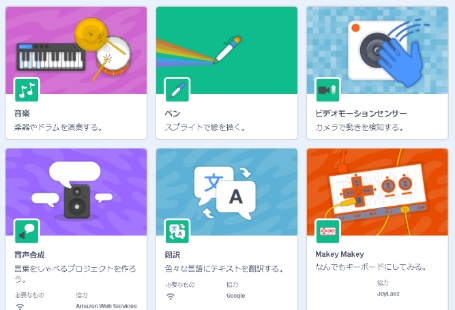 音楽
楽器やドラムを演奏する。
ペン
スプライトで絵を描く。
ビデオモーションセンサー
カメラで動きを検知する。
文
A
音声合成
言葉をしゃべるプロジェクトを作ろ
う。
必要なもの
協力
Amazon Web Services
翻訳
色々な言語にテキストを翻訳する。
必要なもの
協力
Google
Makey Makey
なんでもキーボードにしてみる。
協力
JoyLabz